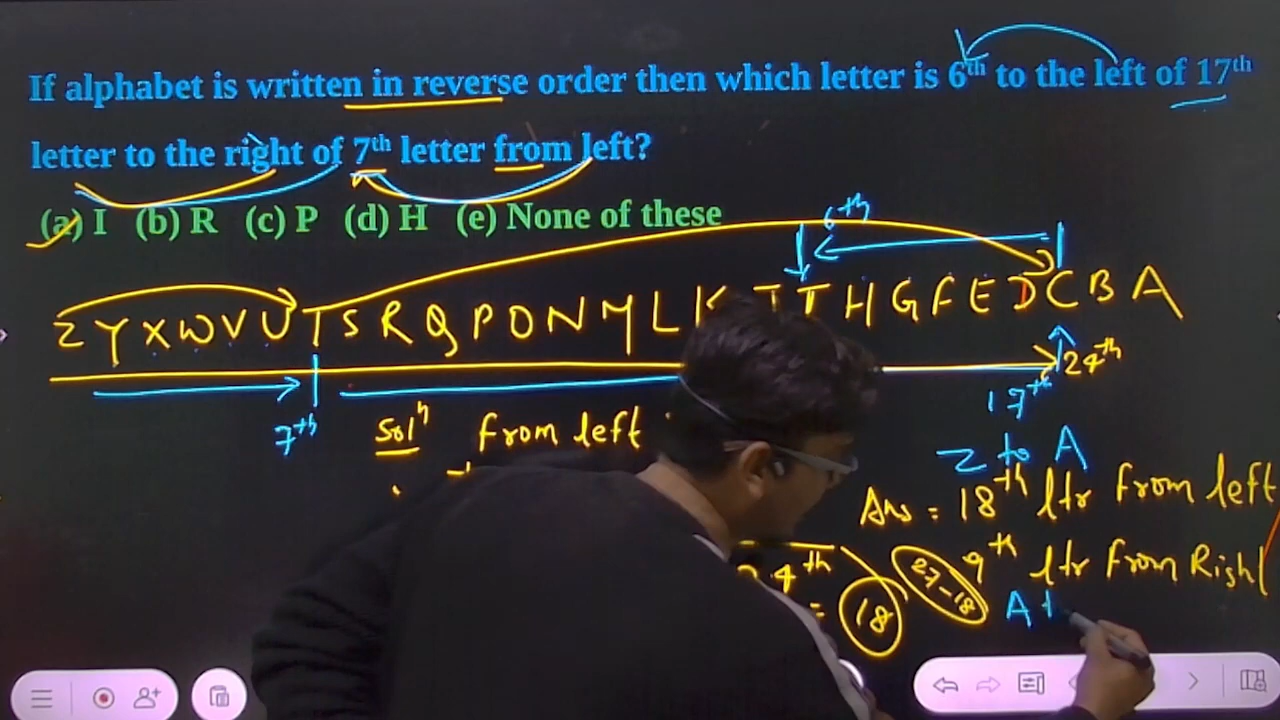 If alphabet is written in reverse order then which letter is 6th to the left of 17th
letter to the right of 7th letter from left?
(a) I (b) R (c) P (d) H (e) None of these
6th
Z Y X W V U T S R Q P O N M L K J I H G F E D C B A
24th
7th
17th
Soln From left
Z to A
Ans = 18th ltr From left
9th ltr From Right
= 18
27-18
A